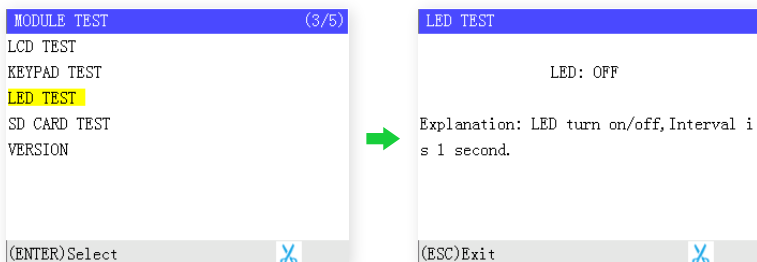 MODULE TEST (3/5)
LCD TEST
KEYPAD TEST
LED TEST
SD CARD TEST
VERSION
(ENTER)Select
LED TEST
LED: OFF
Explanation: LED turn on/off,Interval i
s 1 second.
(ESC)Exit